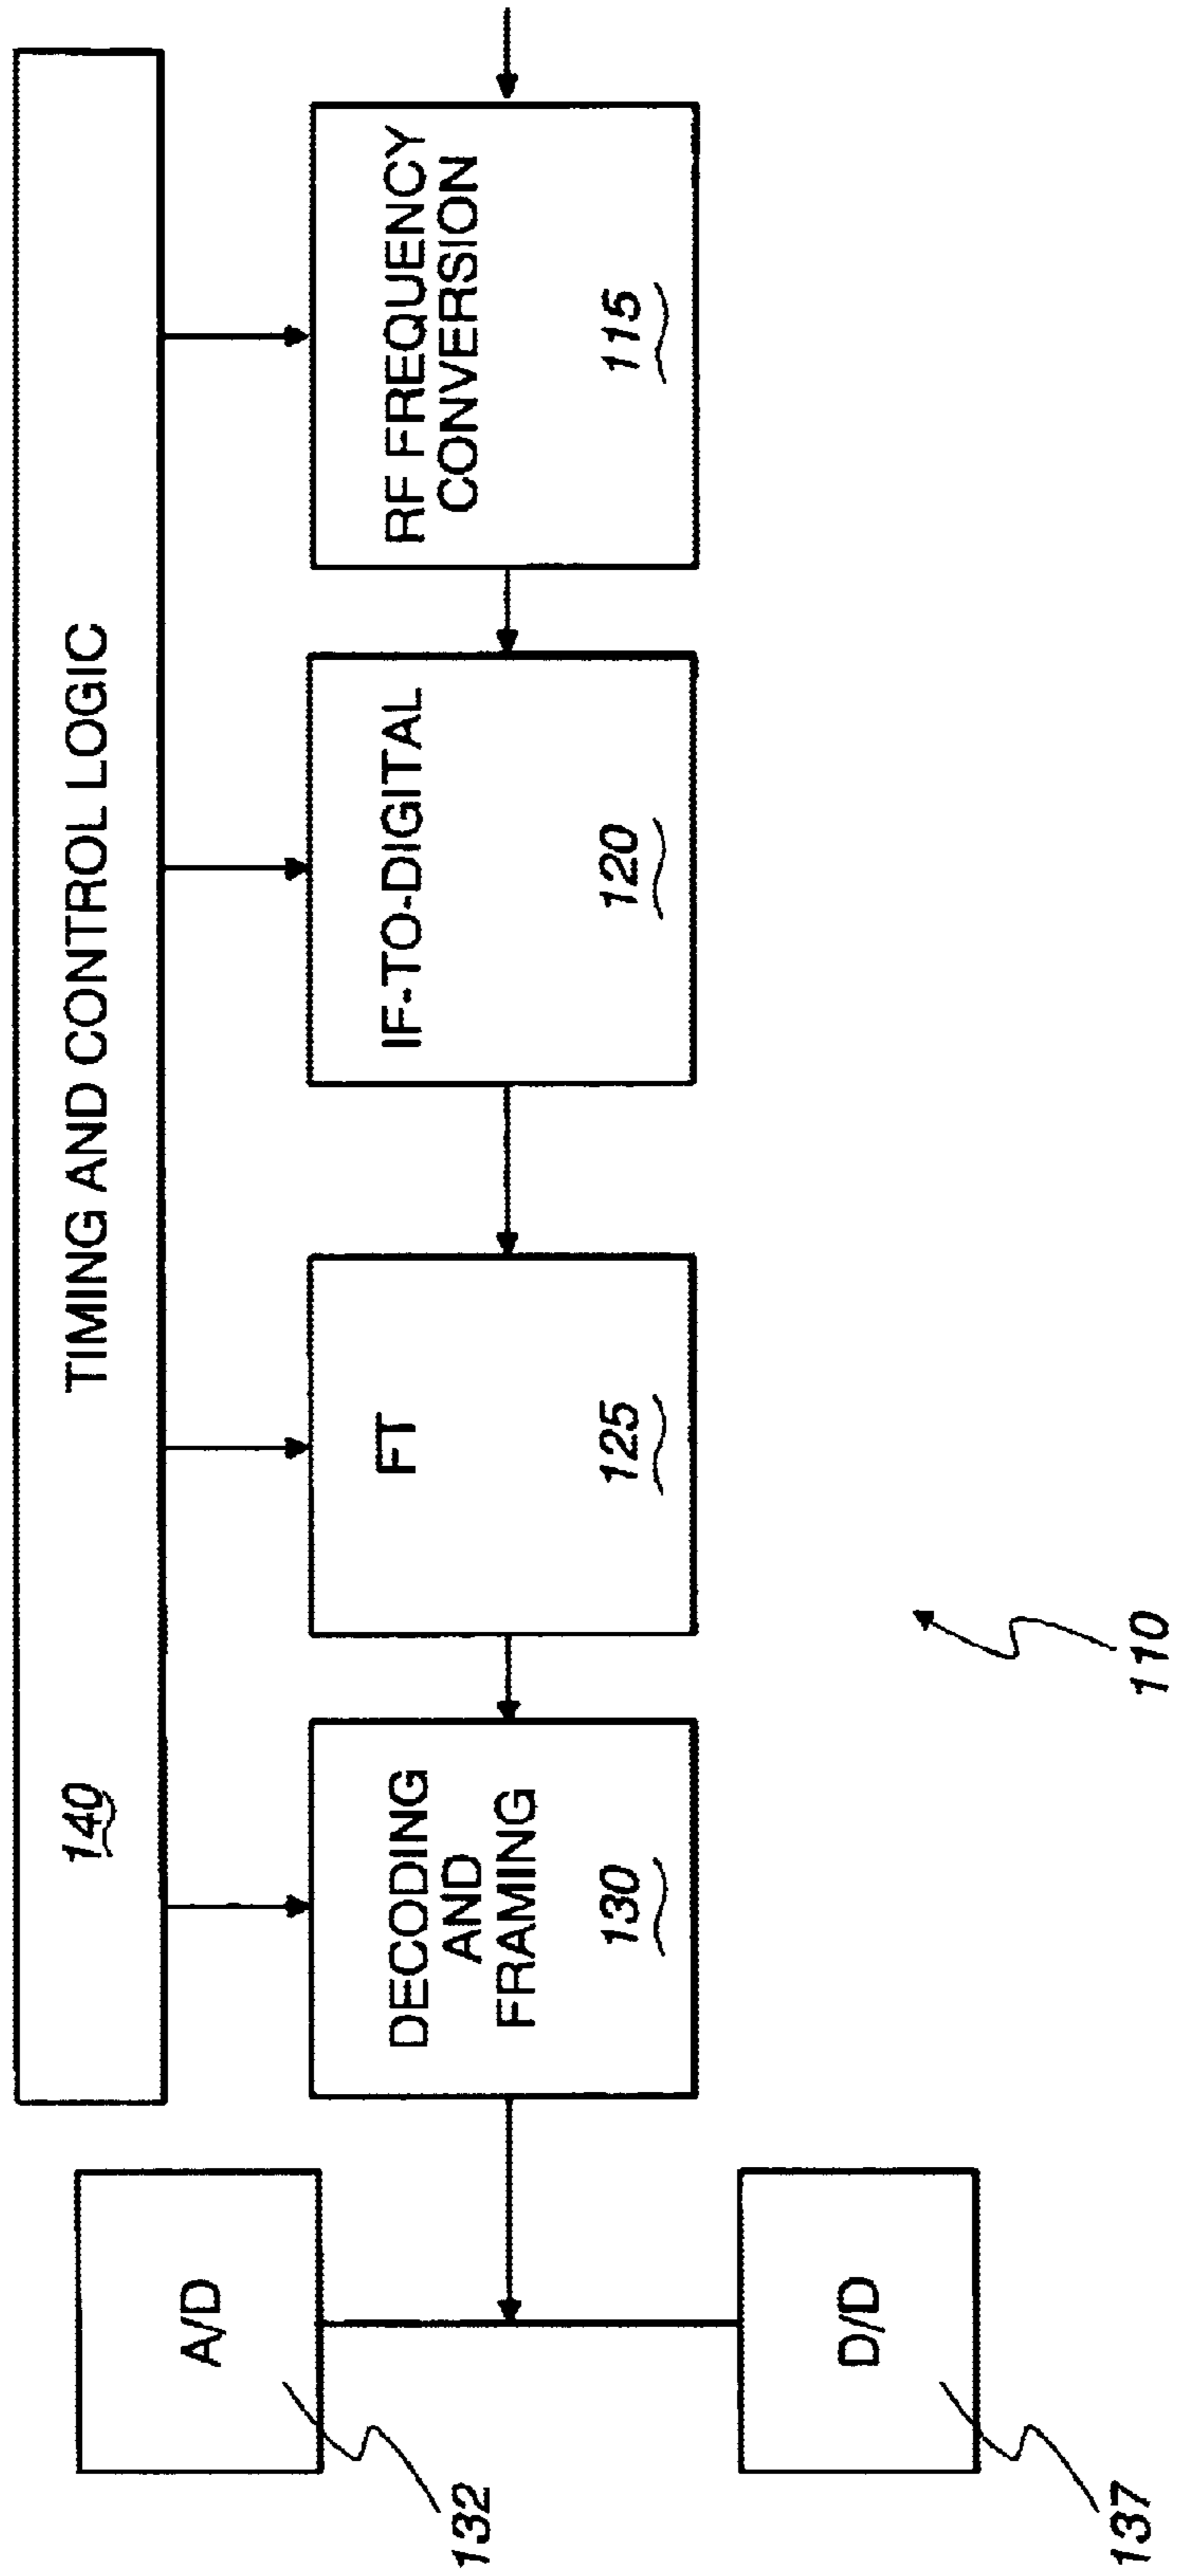 140
TIMING AND CONTROL LOGIC
A/D
132
DECODING
AND
FRAMING
130
FT
125
IF-TO-DIGITAL
120
RF FREQUENCY
CONVERSION
115
D/D
137
110